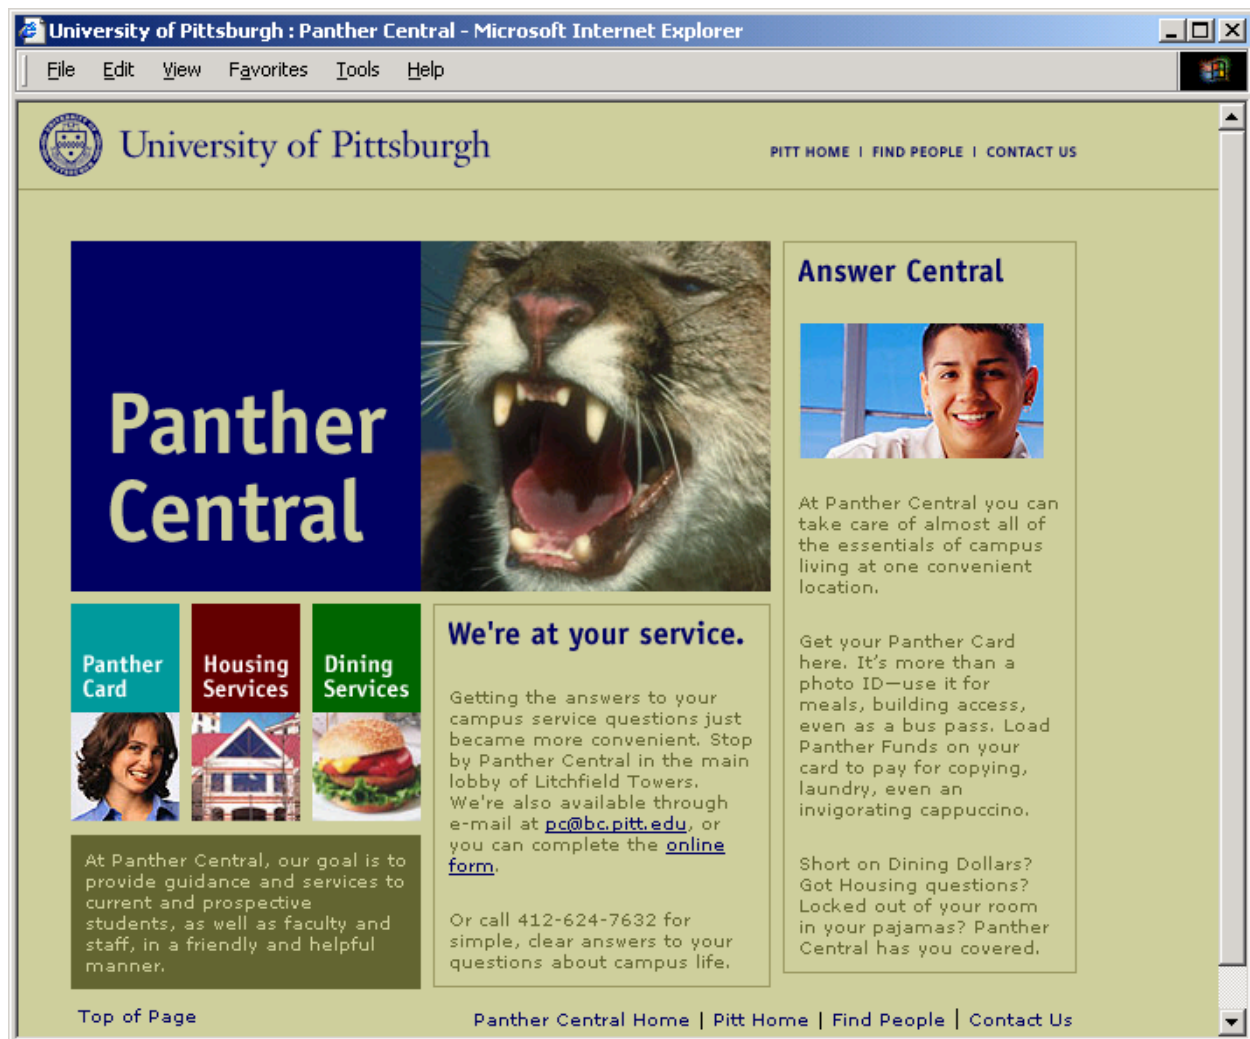 University of Pittsburgh : Panther Central - Microsoft Internet Explorer
File Edit View Favorites Tools Help
University of Pittsburgh
PITT HOME | FIND PEOPLE | CONTACT US
Panther
Central
Answer Central
At Panther Central you can
take care of almost all of
the essentials of campus
living at one convenient
location.
Get your Panther Card
here. It’s more than a
photo ID—use it for
meals, building access,
even as a bus pass. Load
Panther Funds on your
card to pay for copying,
laundry, even an
invigorating cappuccino.
Short on Dining Dollars?
Got Housing questions?
Locked out of your room
in your pajamas? Panther
Central has you covered.
Panther
Card
Housing
Services
Dining
Services
At Panther Central, our goal is to
provide guidance and services to
current and prospective
students, as well as faculty and
staff, in a friendly and helpful
manner.
We're at your service.
Getting the answers to your
campus service questions just
became more convenient. Stop
by Panther Central in the main
lobby of Litchfield Towers.
We're also available through
e-mail at pc@bc.pitt.edu, or
you can complete the online
form.
Or call 412-624-7632 for
simple, clear answers to your
questions about campus life.
Top of Page
Panther Central Home | Pitt Home | Find People | Contact Us